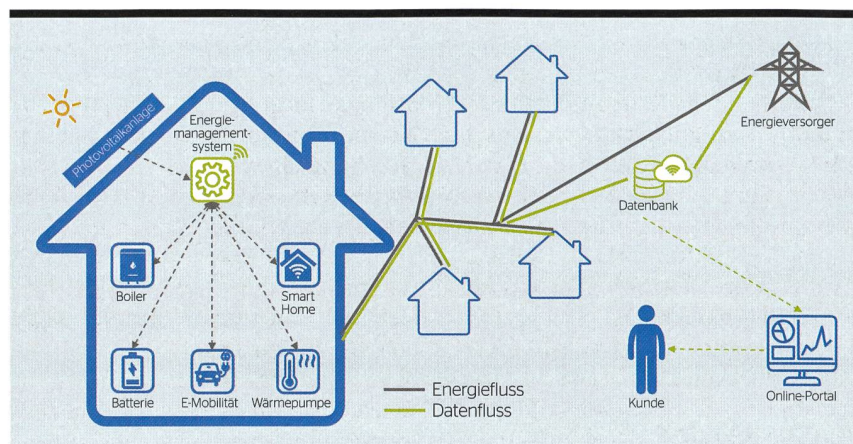 Photovoltaikanlage
Energie-
management-
system
Boiler
Smart
Home
Batterie
E-Mobilität
Wärmepumpe
Energieversorger
Datenbank
Energiefluss
Datenfluss
Kunde
Online-Portal